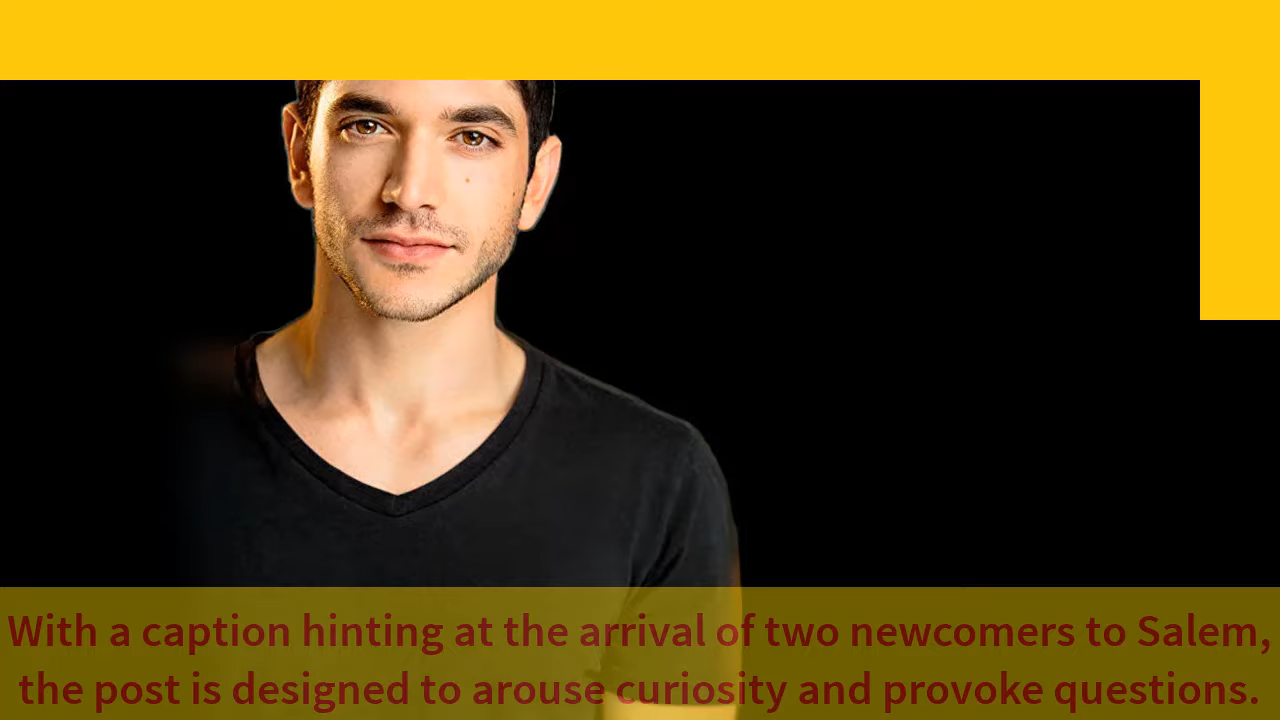 With a caption hinting at the arrival of two newcomers to Salem,
the post is designed to arouse curiosity and provoke questions.